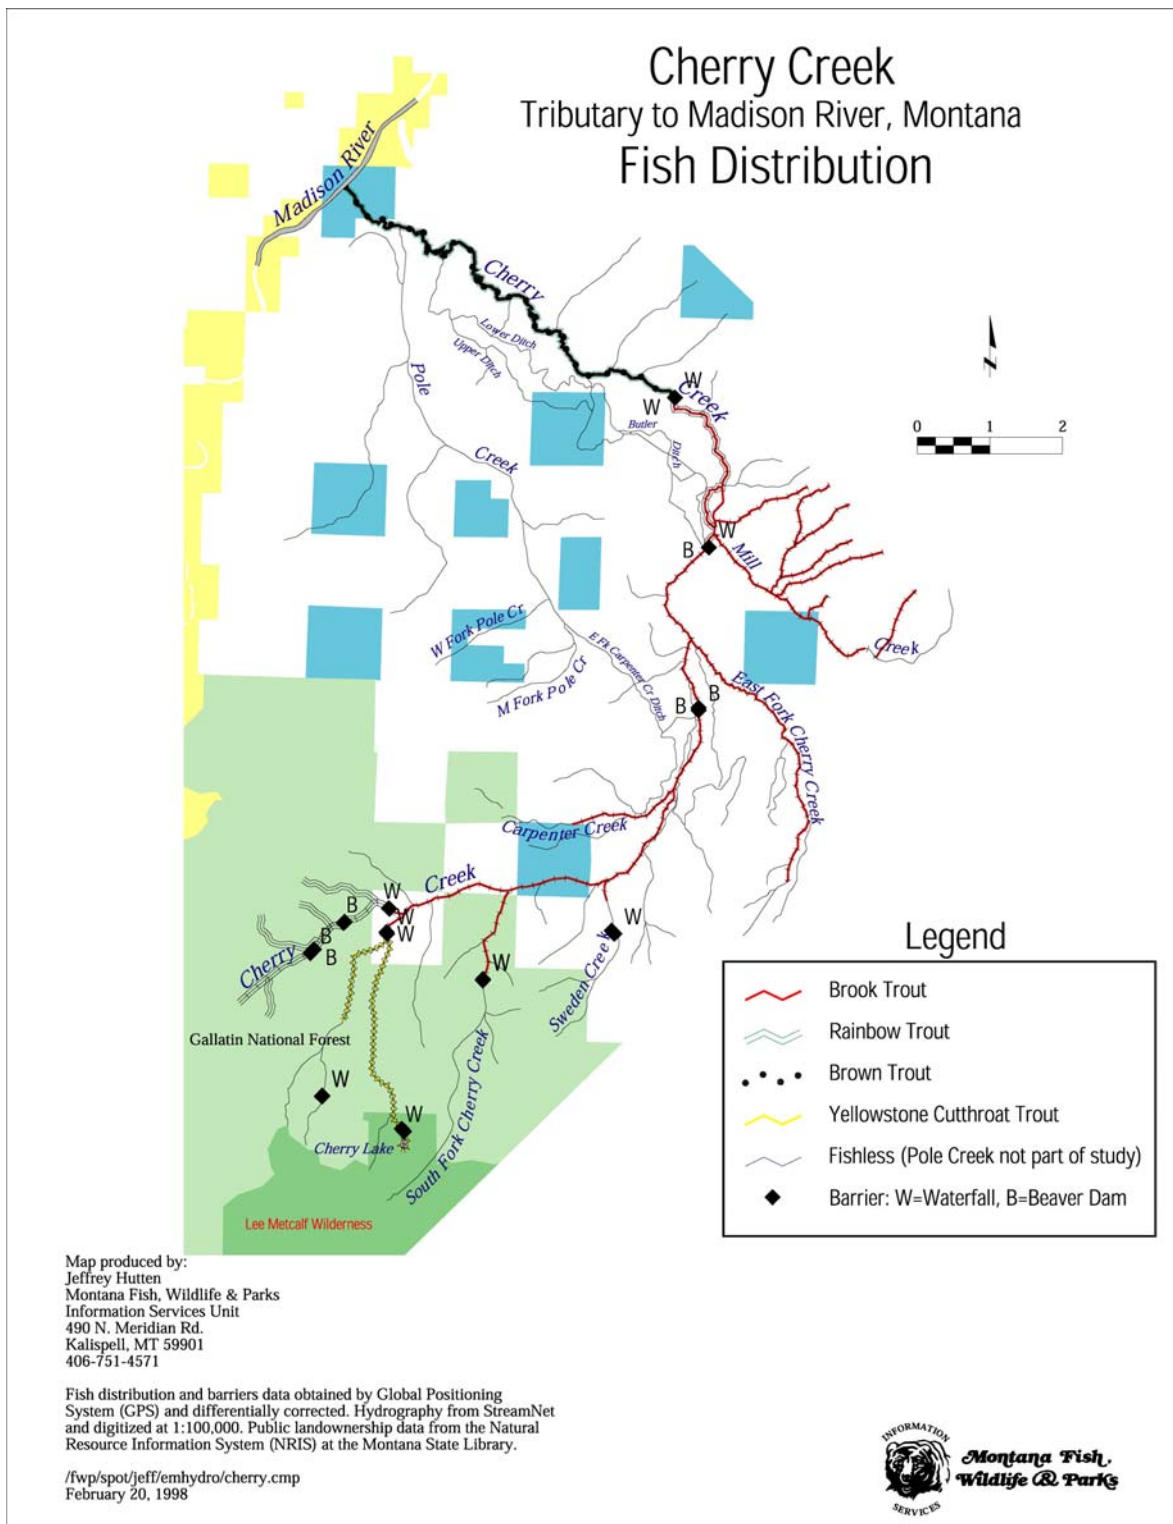 Cherry Creek
Tributary to Madison River, Montana
Fish Distribution
Madison River
Cherry
Lower Ditch
Upper Ditch
Pole
W
W
Creek
Butler
Ditch
0 1 2
N
Creek
W
B
Mill
W Fork Pole Cr
E Fk Carpenter Cr Ditch
Creek
M Fork Pole Cr
B
B
East Fork Cherry Creek
Carpenter Creek
Creek
W
B
W
W
B
B
Cherry
W
W
Sweden Creek
Gallatin National Forest
W
W
Cherry Lake
South Fork Cherry Creek
Lee Metcalf Wilderness
Legend
Brook Trout
Rainbow Trout
Brown Trout
Yellowstone Cutthroat Trout
Fishless (Pole Creek not part of study)
Barrier: W=Waterfall, B=Beaver Dam
Map produced by:
Jeffrey Hutten
Montana Fish, Wildlife & Parks
Information Services Unit
490 N. Meridian Rd.
Kalispell, MT 59901
406-751-4571
Fish distribution and barriers data obtained by Global Positioning
System (GPS) and differentially corrected. Hydrography from StreamNet
and digitized at 1:100,000. Public landownership data from the Natural
Resource Information System (NRIS) at the Montana State Library.
/fwp/spot/jeff/emhydro/cherry.cmp
February 20, 1998
INFORMATION
SERVICES
Montana Fish,
Wildlife & Parks